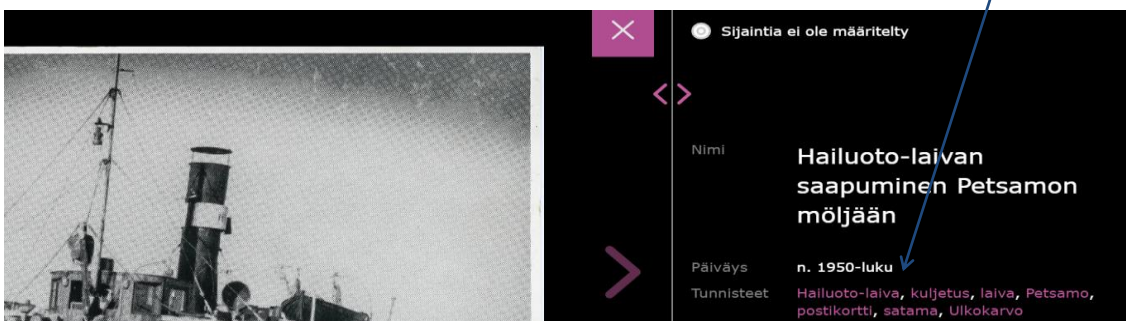 Sijaintia ei ole määritelty
Nimi
Hailuoto-laivan
saapuminen Petsamon
möljään
Päiväys n. 1950-luku
Tunnisteet Hailuoto-laiva, kuljetus, laiva, Petsamo,
postikortti, satama, Ulkokarvo